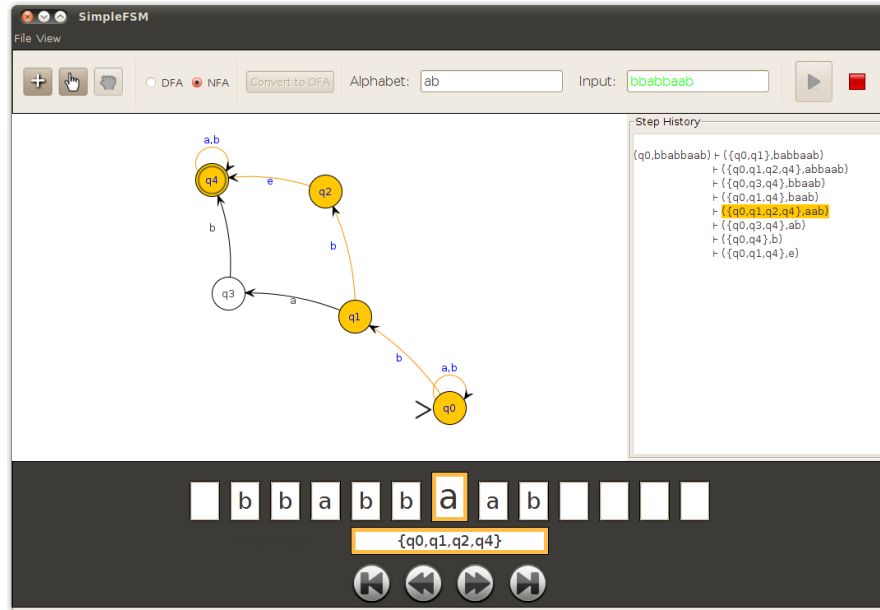 SimpleFSM
File View
DFA NFA Convert to DFA Alphabet: ab Input: bbabbaab
Step History
(q0,bbabbaab) ⊢ ({q0,q1},babbaab)
⊢ ({q0,q1,q2,q4},abbaab)
⊢ ({q0,q3,q4},bbaab)
⊢ ({q0,q1,q4},baab)
⊢ ({q0,q1,q2,q4},aab)
⊢ ({q0,q3,q4},ab)
⊢ ({q0,q4},b)
⊢ ({q0,q1,q4},e)
a,b
q4
e
q2
b
b
q3
a
q1
b
a,b
q0
b b a b b a a b
{q0,q1,q2,q4}